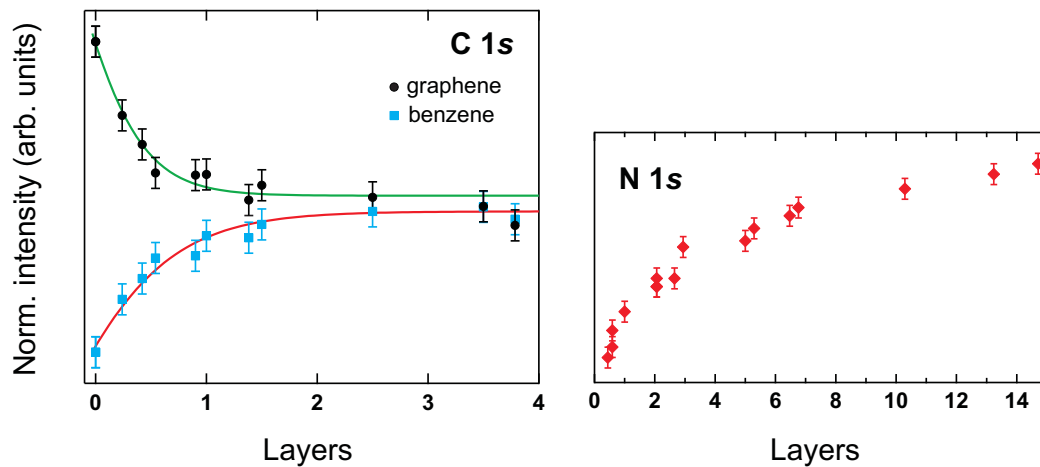 Norm. intensity (arb. units)
C 1s
graphene
benzene
0 1 2 3 4
Layers
N 1s
0 2 4 6 8 10 12 14
Layers